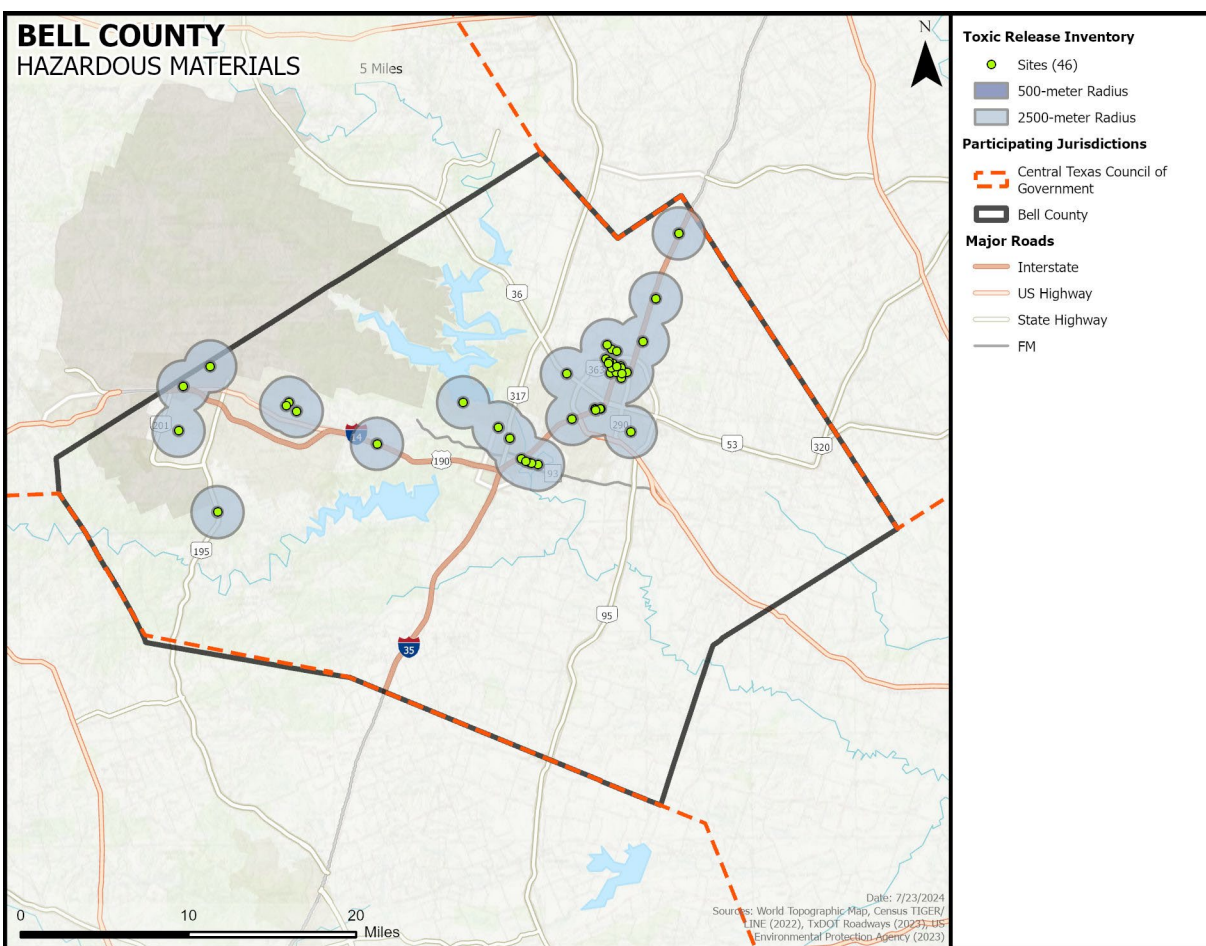 BELL COUNTY
HAZARDOUS MATERIALS
5 Miles
N
36
317
363
201
14
190
93
290
53
320
195
95
35
0 10 20
Miles
Date: 7/23/2024
Sources: World Topographic Map, Census TIGER/
LINE (2022), TxDOT Roadways (2023), US
Environmental Protection Agency (2023)
Toxic Release Inventory
Sites (46)
500-meter Radius
2500-meter Radius
Participating Jurisdictions
Central Texas Council of
Government
Bell County
Major Roads
Interstate
US Highway
State Highway
FM